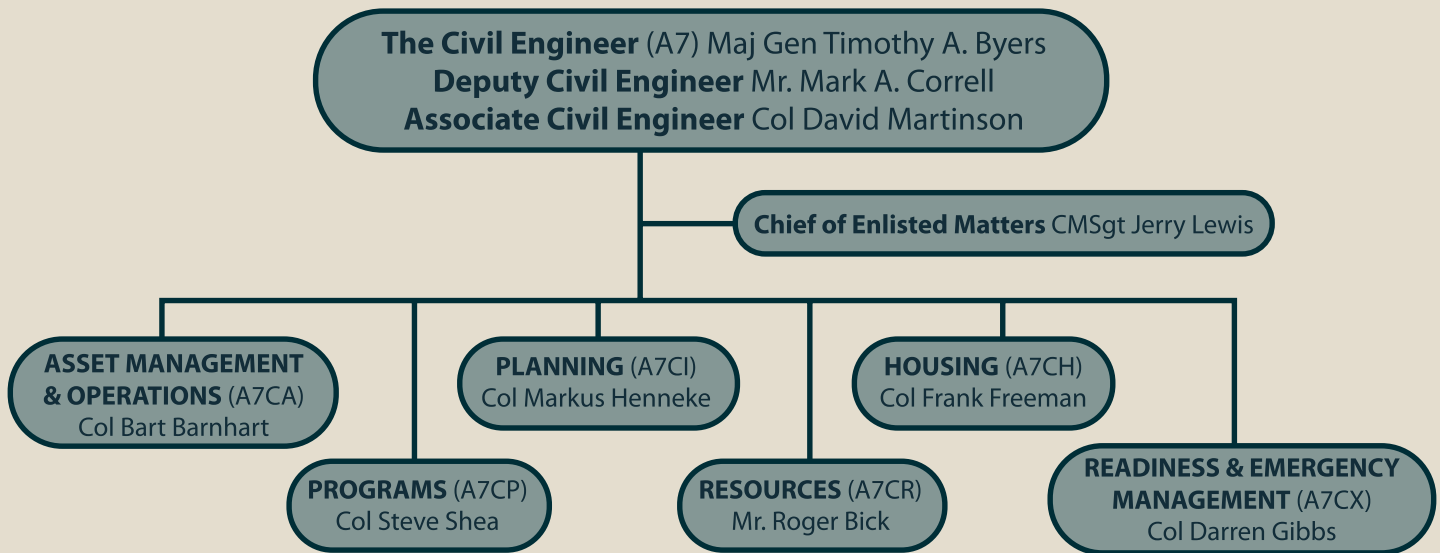 The Civil Engineer (A7) Maj Gen Timothy A. Byers
Deputy Civil Engineer Mr. Mark A. Correll
Associate Civil Engineer Col David Martinson
Chief of Enlisted Matters CMSgt Jerry Lewis
ASSET MANAGEMENT
& OPERATIONS (A7CA)
Col Bart Barnhart
PROGRAMS (A7CP)
Col Steve Shea
PLANNING (A7CI)
Col Markus Henneke
RESOURCES (A7CR)
Mr. Roger Bick
HOUSING (A7CH)
Col Frank Freeman
READINESS & EMERGENCY
MANAGEMENT (A7CX)
Col Darren Gibbs